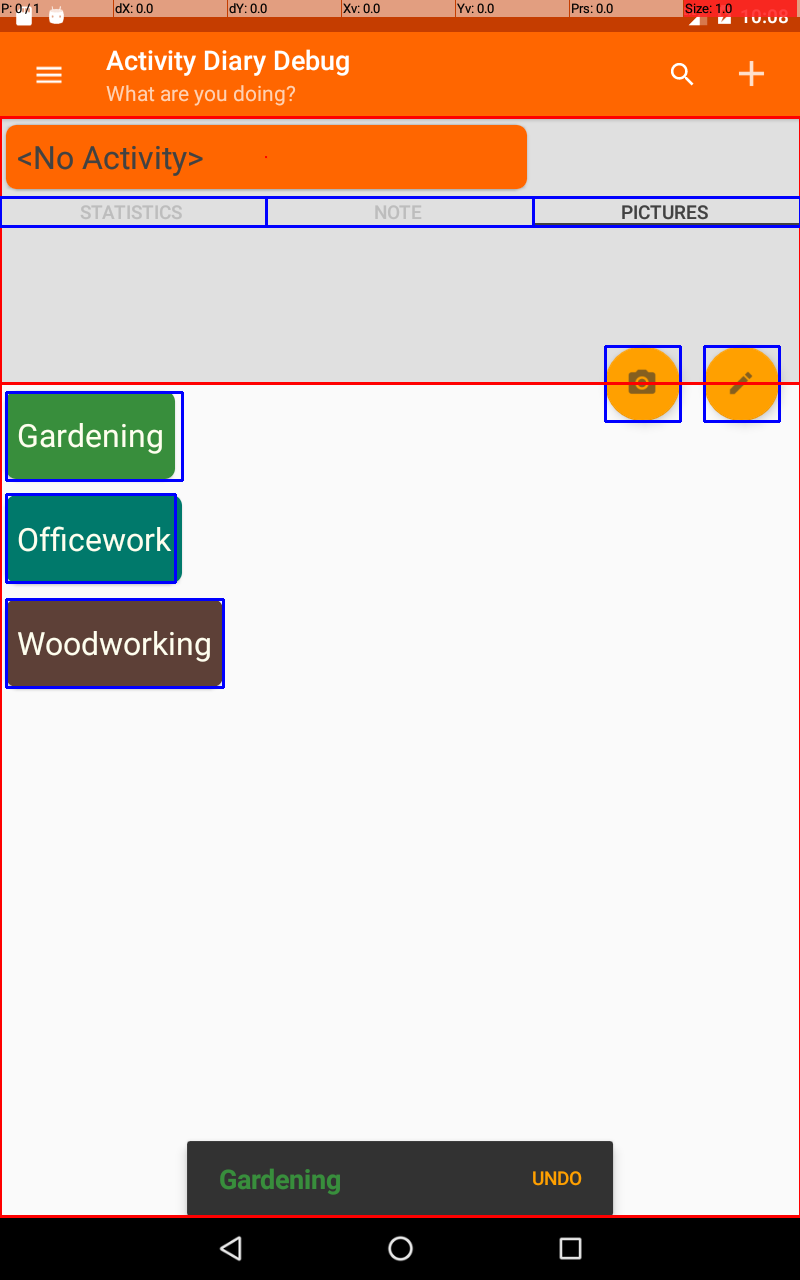 P: 0 / 1 dX: 0.0 dY: 0.0 Xv: 0.0 Yv: 0.0 Prs: 0.0 Size: 1.0
10:08
Activity Diary Debug
What are you doing?
<No Activity>
STATISTICS NOTE PICTURES
Gardening
Officework
Woodworking
Gardening UNDO